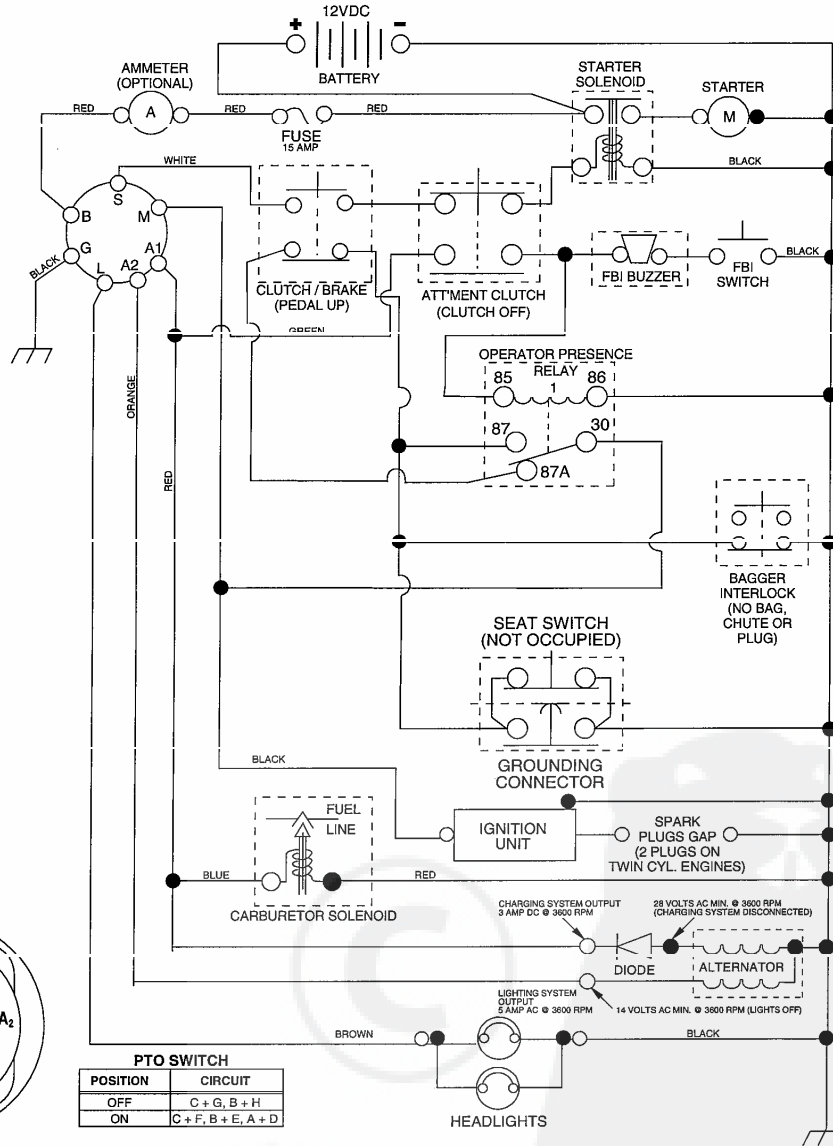 12VDC
+ -
BATTERY
AMMETER
(OPTIONAL)
STARTER
SOLENOID
STARTER
RED
A
RED
RED
FUSE
15 AMP
M
WHITE
BLACK
S
B
M
G
A1
L
A2
BLACK
CLUTCH / BRAKE
(PEDAL UP)
ATT'MENT CLUTCH
(CLUTCH OFF)
FBI BUZZER
FBI
SWITCH
BLACK
GREEN
OPERATOR PRESENCE
RELAY
85
1
86
87
30
87A
ORANGE
RED
BAGGER
INTERLOCK
(NO BAG,
CHUTE OR
PLUG)
SEAT SWITCH
(NOT OCCUPIED)
BLACK
GROUNDING
CONNECTOR
FUEL
LINE
IGNITION
UNIT
SPARK
PLUGS GAP
(2 PLUGS ON
TWIN CYL. ENGINES)
BLUE
RED
CARBURETOR SOLENOID
CHARGING SYSTEM OUTPUT
3 AMP DC @ 3600 RPM
28 VOLTS AC MIN. @ 3600 RPM
(CHARGING SYSTEM DISCONNECTED)
DIODE
ALTERNATOR
LIGHTING SYSTEM
OUTPUT
5 AMP AC @ 3600 RPM
14 VOLTS AC MIN. @ 3600 RPM (LIGHTS OFF)
A2
BROWN
BLACK
HEADLIGHTS
PTO SWITCH
POSITION CIRCUIT
OFF C + G, B + H
ON C + F, B + E, A + D